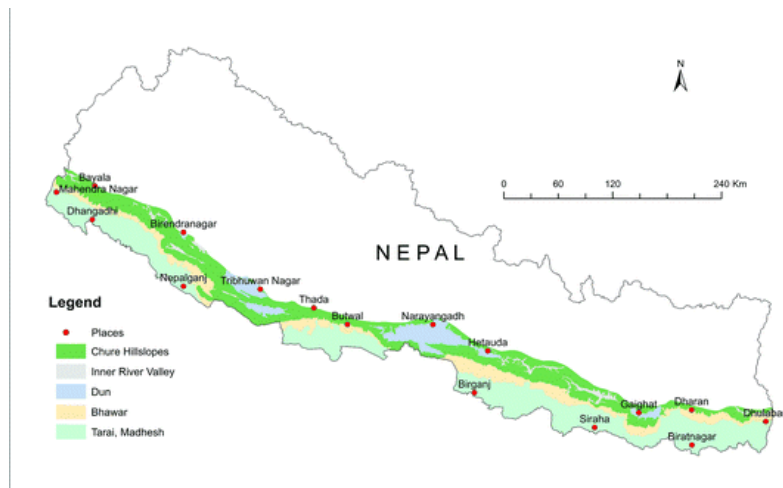 N
0 60 120 240 Km
Bayala
Mahendra Nagar
Dhangadhi
Birendranagar
NEPAL
Nepalganj
Tribhuwan Nagar
Thada
Butwal
Narayangadh
Hetauda
Birganj
Gaighat
Dharan
Dhulaba
Siraha
Biratnagar
Legend
Places
Chure Hillslopes
Inner River Valley
Dun
Bhawar
Tarai, Madhesh